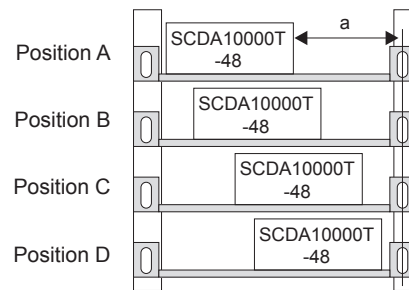 a
SCDA10000T
-48
Position A
SCDA10000T
-48
Position B
SCDA10000T
-48
Position C
SCDA10000T
-48
Position D